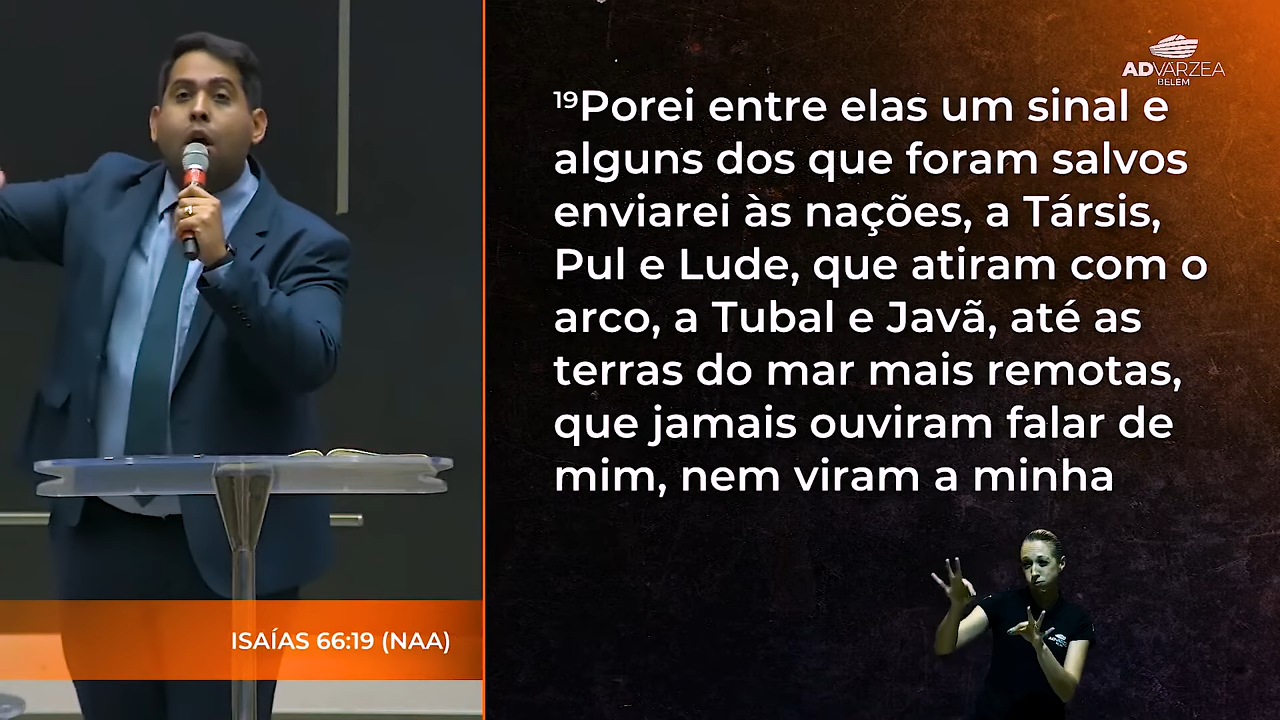 ADVARZEA
BELÉM
¹⁹Porei entre elas um sinal e
alguns dos que foram salvos
enviarei às nações, a Társis,
Pul e Lude, que atiram com o
arco, a Tubal e Javã, até as
terras do mar mais remotas,
que jamais ouviram falar de
mim, nem viram a minha
ISAÍAS 66:19 (NAA)